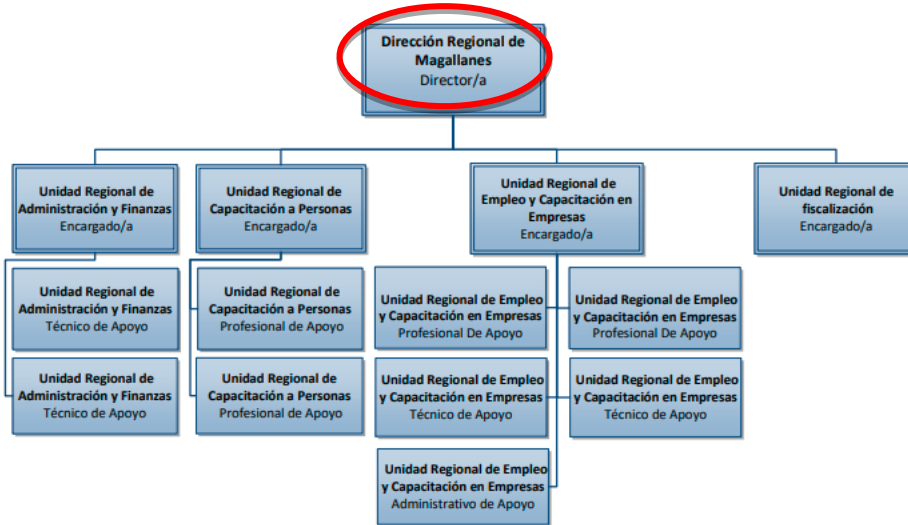 Dirección Regional de
Magallanes
Director/a
Unidad Regional de
Administración y Finanzas
Encargado/a
Unidad Regional de
Capacitación a Personas
Encargado/a
Unidad Regional de
Empleo y Capacitación en
Empresas
Encargado/a
Unidad Regional de
fiscalización
Encargado/a
Unidad Regional de
Administración y Finanzas
Técnico de Apoyo
Unidad Regional de
Capacitación a Personas
Profesional de Apoyo
Unidad Regional de Empleo
y Capacitación en Empresas
Profesional De Apoyo
Unidad Regional de Empleo
y Capacitación en Empresas
Profesional De Apoyo
Unidad Regional de
Administración y Finanzas
Técnico de Apoyo
Unidad Regional de
Capacitación a Personas
Profesional de Apoyo
Unidad Regional de Empleo
y Capacitación en Empresas
Técnico de Apoyo
Unidad Regional de Empleo
y Capacitación en Empresas
Técnico de Apoyo
Unidad Regional de Empleo
y Capacitación en Empresas
Administrativo de Apoyo